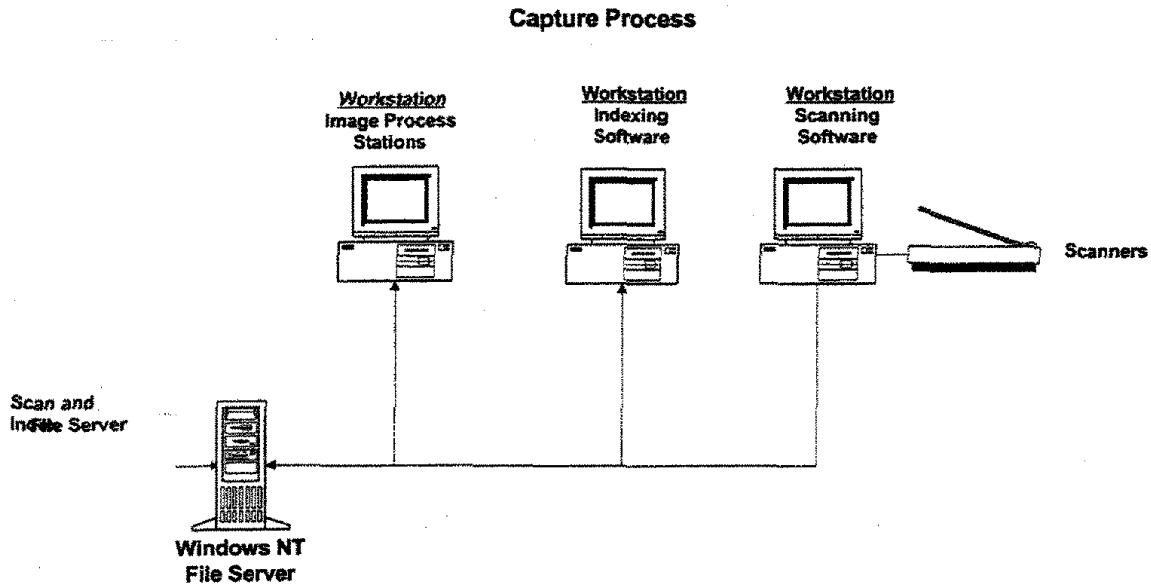 Capture Process
Workstation
Image Process
Stations
Workstation
Indexing
Software
Workstation
Scanning
Software
Scanners
Scan and
File Server
Windows NT
File Server